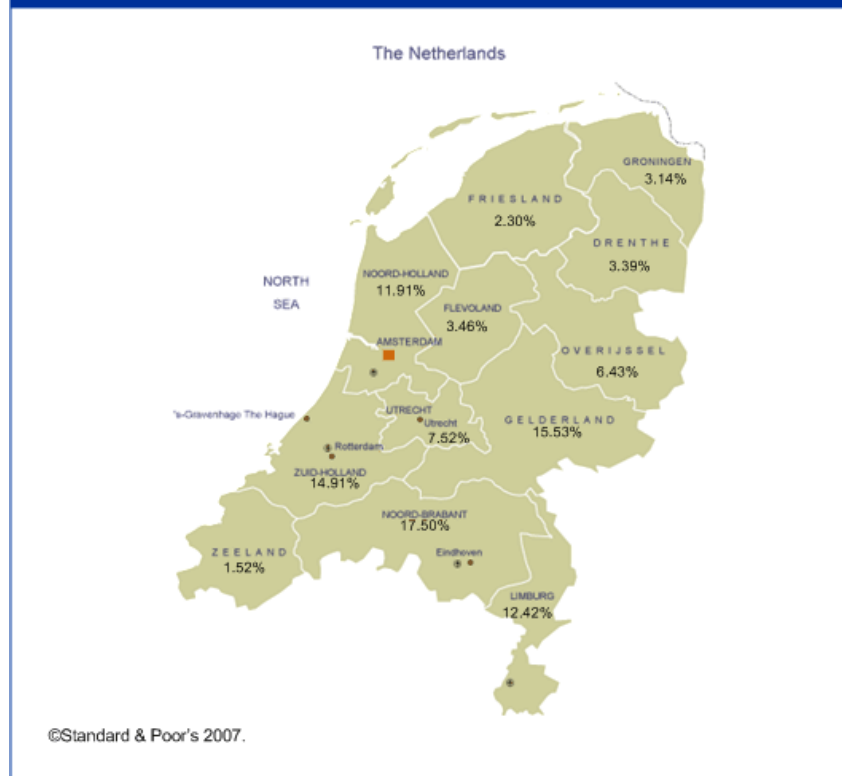 The Netherlands
GRONINGEN
3.14%
FRIESLAND
2.30%
DRENTHE
3.39%
NORTH
SEA
NOORD-HOLLAND
11.91%
FLEVOLAND
3.46%
AMSTERDAM
OVERIJSSEL
6.43%
's-Gravenhage The Hague
UTRECHT
Utrecht
7.52%
GELDERLAND
15.53%
Rotterdam
ZUID-HOLLAND
14.91%
NOORD-BRABANT
17.50%
ZEELAND
1.52%
Eindhoven
LIMBURG
12.42%
©Standard & Poor's 2007.